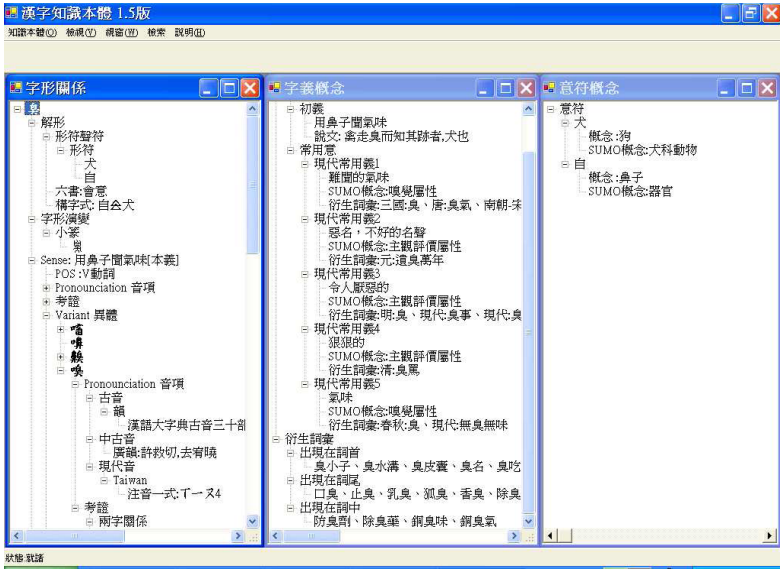 漢字知識本體 1.5版
知識本體(O) 檢視(V) 視窗(W) 檢索 說明(H)
字形關係
臭
解形
形符聲符
形符
犬
自
六書:會意
構字式:自犬
字形演變
小篆
Sense: 用鼻子聞氣味[本義]
POS :V動詞
Pronounciation 音項
考證
Variant 異體
嗅
Pronounciation 音項
古音
韻
漢語大字典古音三十部
中古音
廣韻:許救切,去宥曉
現代音
Taiwan
注音一式:ㄒㄧㄡ4
考證
兩字關係
字義概念
初義
用鼻子聞氣味
說文: 禽走臭而知其跡者,犬也
常用意
現代常用義1
難聞的氣味
SUMO概念:嗅覺屬性
衍生詞彙:三國:臭、唐:臭氣、南朝-宋
現代常用義2
惡名，不好的名聲
SUMO概念:主觀評價屬性
衍生詞彙:元:遺臭萬年
現代常用義3
令人厭惡的
SUMO概念:主觀評價屬性
衍生詞彙:明:臭、現代:臭事、現代:臭
現代常用義4
狠狠的
SUMO概念:主觀評價屬性
衍生詞彙:清:臭罵
現代常用義5
氣味
SUMO概念:嗅覺屬性
衍生詞彙:春秋:臭、現代:無臭無味
衍生詞彙
出現在詞首
臭小子、臭水溝、臭皮囊、臭名、臭吃
出現在詞尾
口臭、止臭、乳臭、狐臭、香臭、除臭
出現在詞中
防臭劑、除臭藥、銅臭味、銅臭氣
意符概念
意符
犬
概念:狗
SUMO概念:犬科動物
自
概念:鼻子
SUMO概念:器官
狀態:就諸